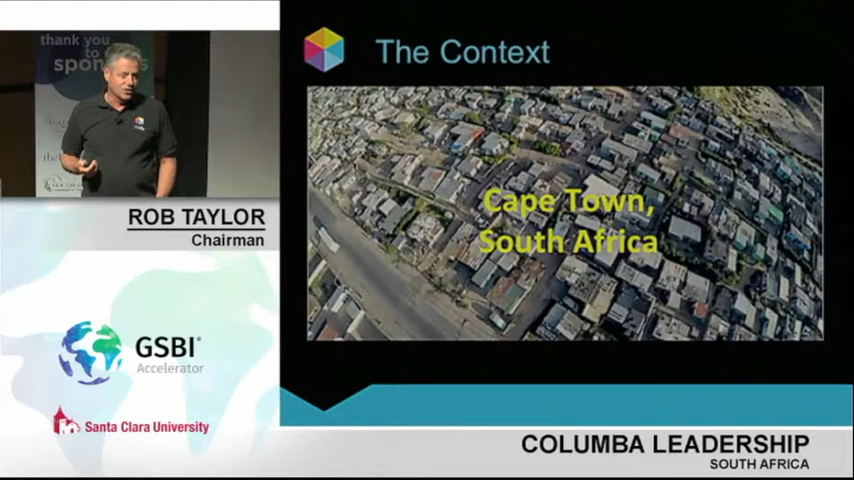 thank you
to
The Context
Cape Town,
South Africa
ROB TAYLOR
Chairman
GSBI®
Accelerator
Santa Clara University
COLUMBA LEADERSHIP
SOUTH AFRICA